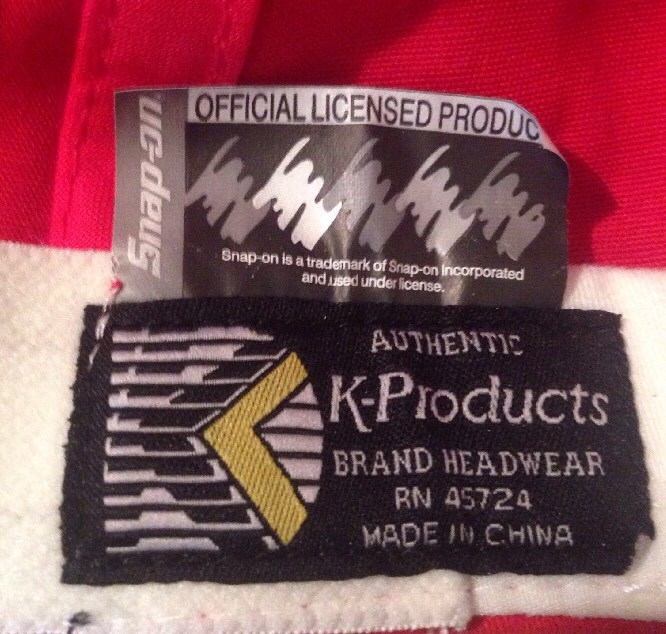 OFFICIAL LICENSED PRODUC
Snap-on
Snap-on is a trademark of Snap-on Incorporated
and used under license.
AUTHENTIC
K-Products
BRAND HEADWEAR
RN 45724
MADE IN CHINA